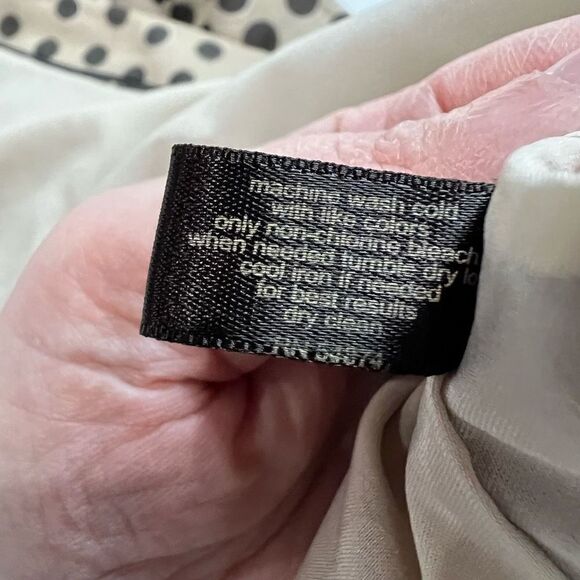 machine wash cold
with like colors
only non-chlorine bleach
when needed tumble dry lo
cool iron if needed
for best results
dry clean